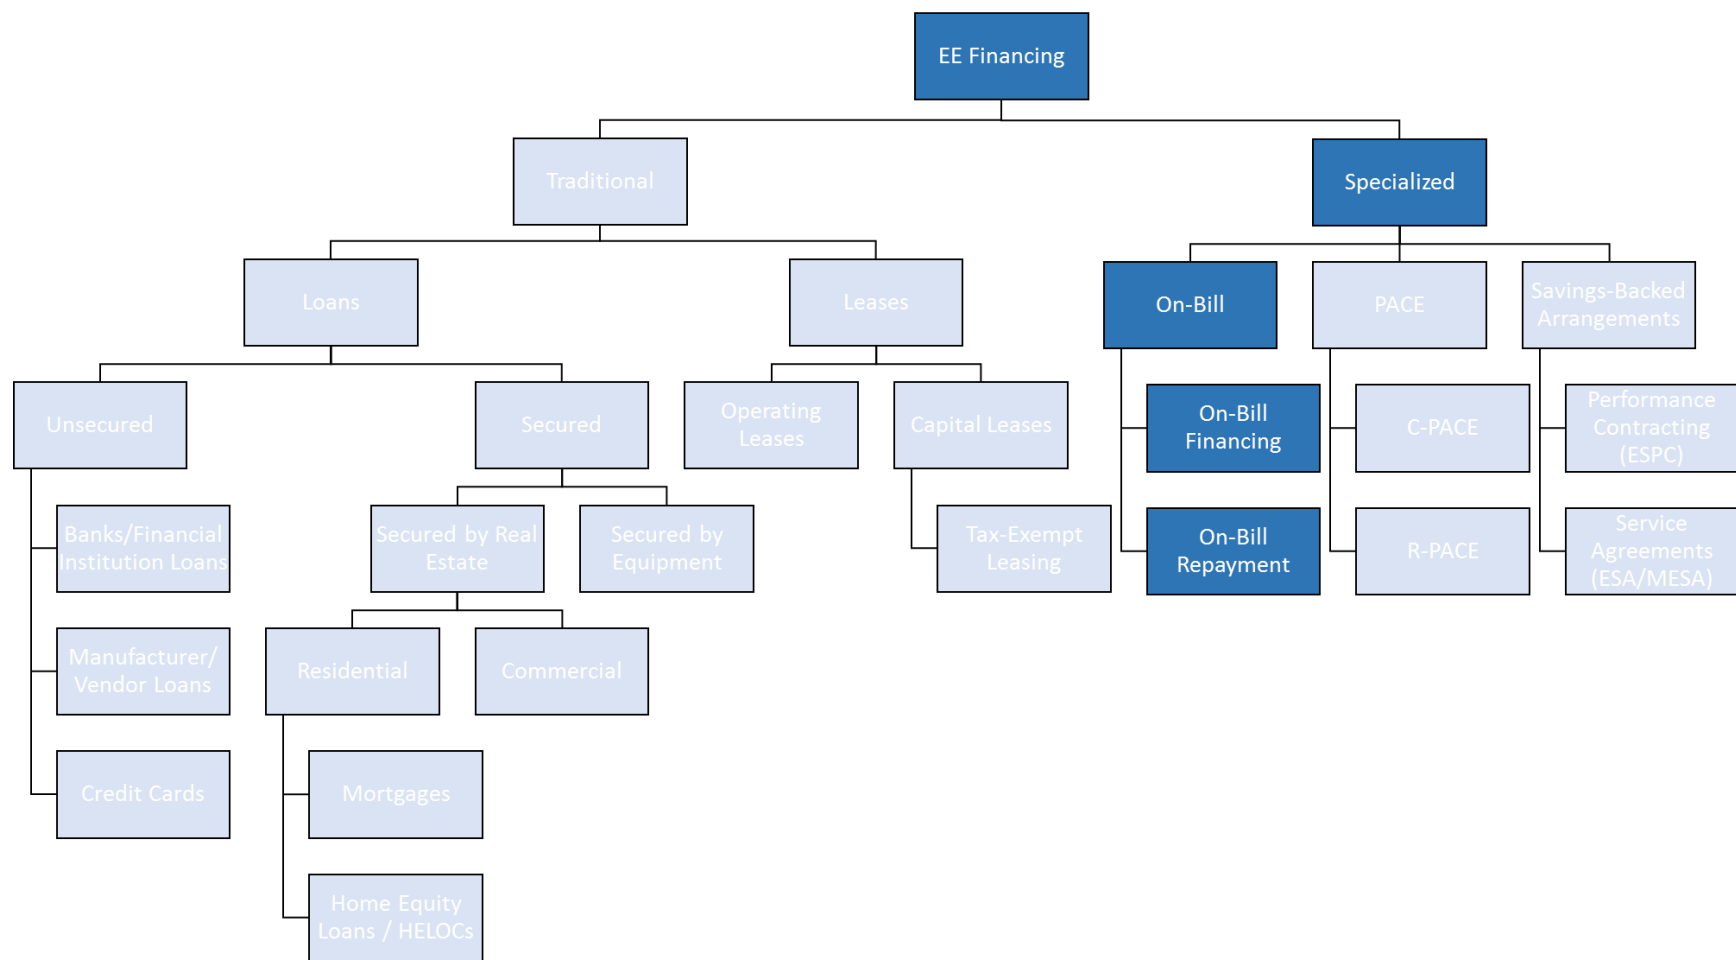 EE Financing
Traditional
Specialized
Loans
Leases
On-Bill
PACE
Savings-Backed
Arrangements
Unsecured
Secured
Operating
Leases
Capital Leases
On-Bill
Financing
C-PACE
Performance
Contracting
(ESPC)
Banks/Financial
Institution Loans
Secured by Real
Estate
Secured by
Equipment
Tax-Exempt
Leasing
On-Bill
Repayment
R-PACE
Service
Agreements
(ESA/MESA)
Manufacturer/
Vendor Loans
Residential
Commercial
Credit Cards
Mortgages
Home Equity
Loans / HELOCs